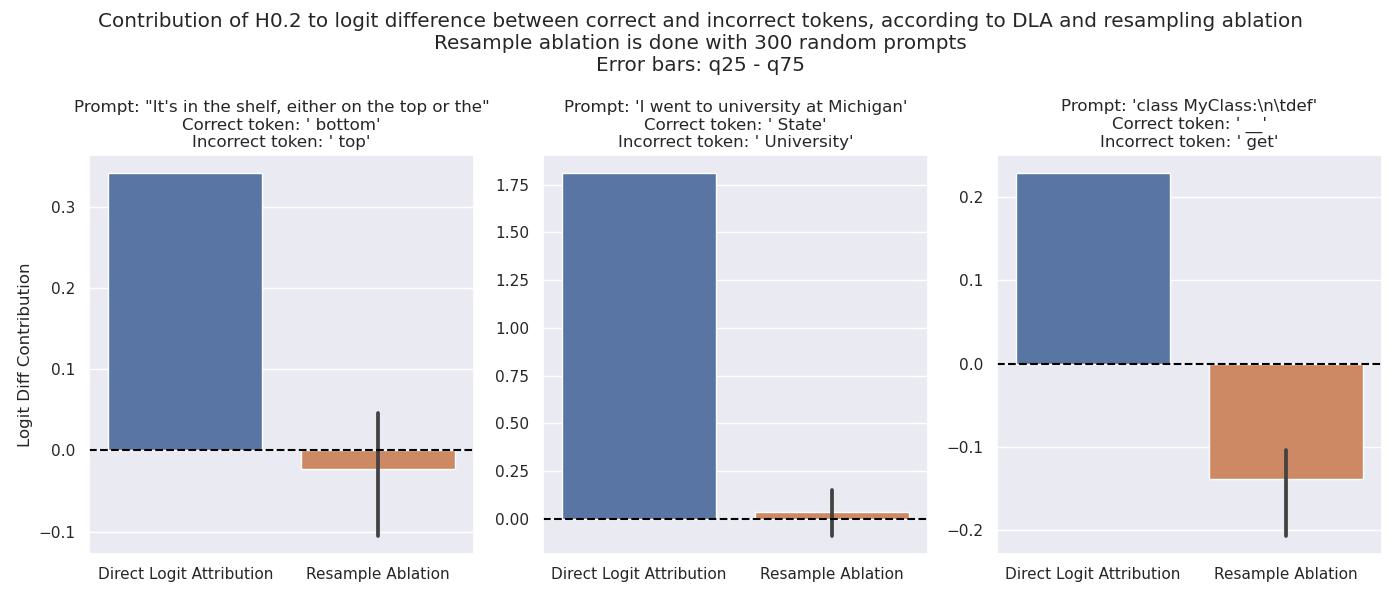 Contribution of H0.2 to logit difference between correct and incorrect tokens, according to DLA and resampling ablation
Resample ablation is done with 300 random prompts
Error bars: q25 - q75
Prompt: "It's in the shelf, either on the top or the"
Correct token: ' bottom'
Incorrect token: ' top'
Prompt: 'I went to university at Michigan'
Correct token: ' State'
Incorrect token: ' University'
Prompt: 'class MyClass:\n\tdef'
Correct token: ' __'
Incorrect token: ' get'
Logit Diff Contribution
0.3
0.2
0.1
0.0
−0.1
Direct Logit Attribution
Resample Ablation
1.75
1.50
1.25
1.00
0.75
0.50
0.25
0.00
Direct Logit Attribution
Resample Ablation
0.2
0.1
0.0
−0.1
−0.2
Direct Logit Attribution
Resample Ablation